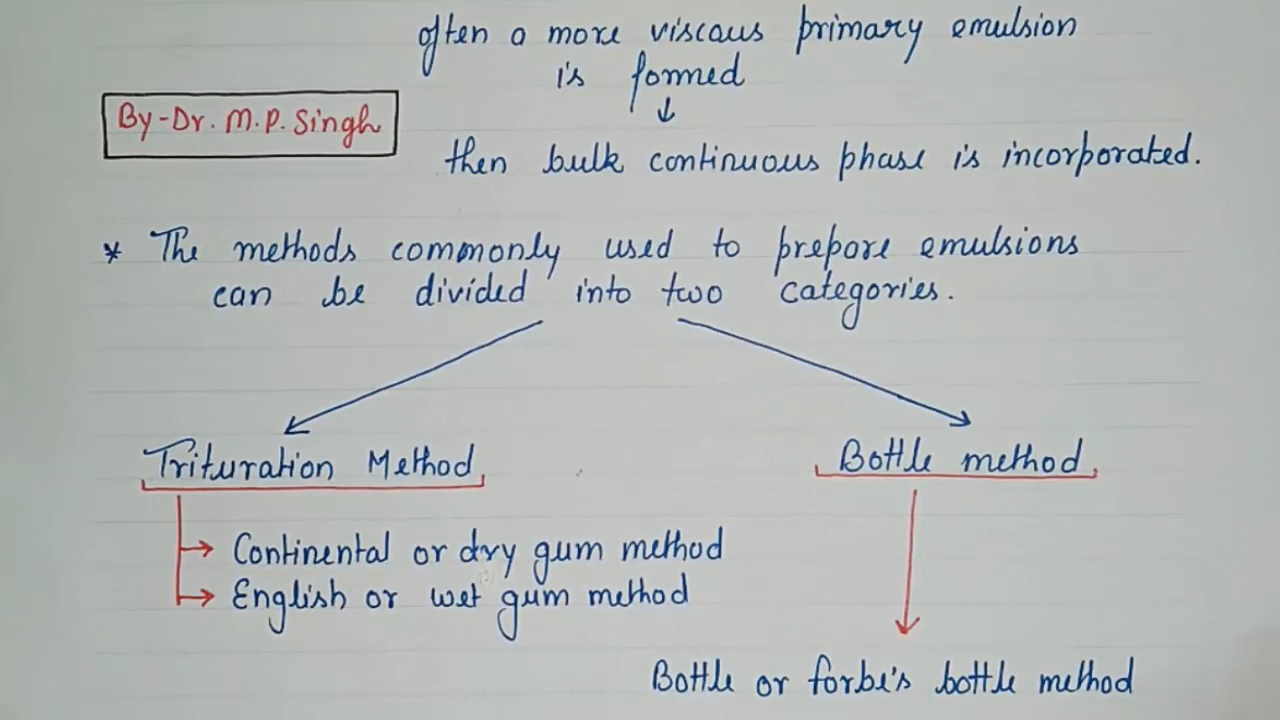 often a more viscous primary emulsion
is formed
↓
By-Dr. M.P. Singh
then bulk continuous phase is incorporated.
* The methods commonly used to prepare emulsions
can be divided into two categories.
Trituration Method
Bottle method
→ Continental or dry gum method
→ English or wet gum method
Bottle or forbe's bottle method